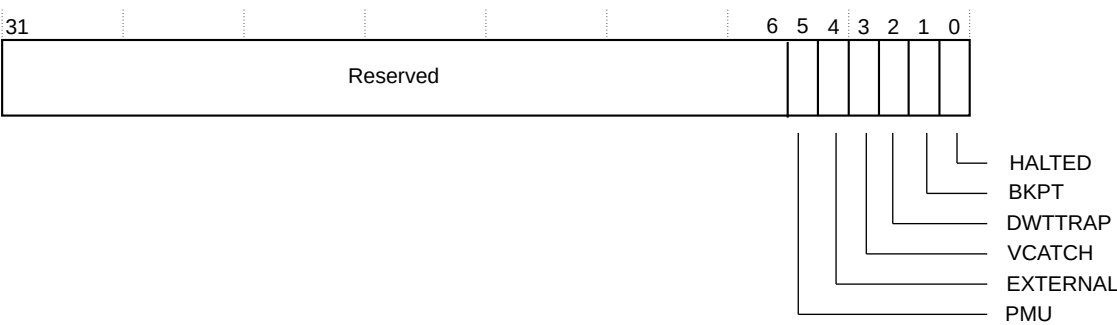 31 6 5 4 3 2 1 0
Reserved
HALTED
BKPT
DWTTRAP
VCATCH
EXTERNAL
PMU